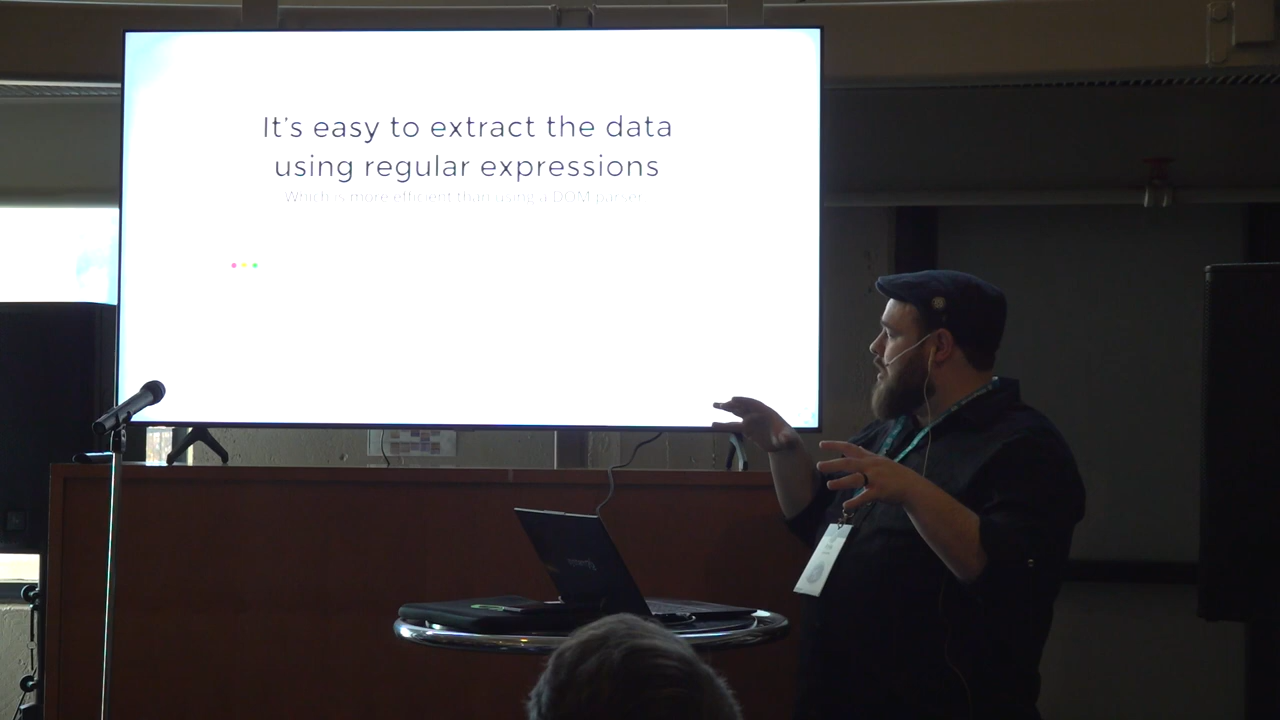 It's easy to extract the data
using regular expressions
Which is more efficient than using a DOM parser